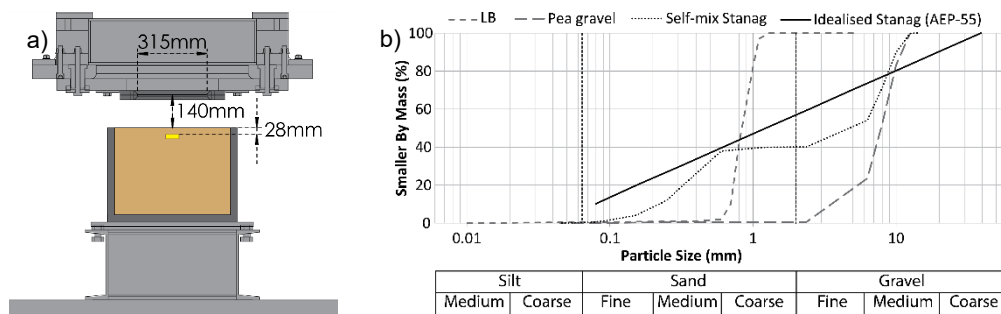 a)
315mm
140mm
28mm
b)
LB Pea gravel Self-mix Stanag Idealised Stanag (AEP-55)
Smaller By Mass (%)
100
80
60
40
20
0
0.01 0.1 1 10
Particle Size (mm)
Silt Sand Gravel
Medium Coarse Fine Medium Coarse Fine Medium Coarse